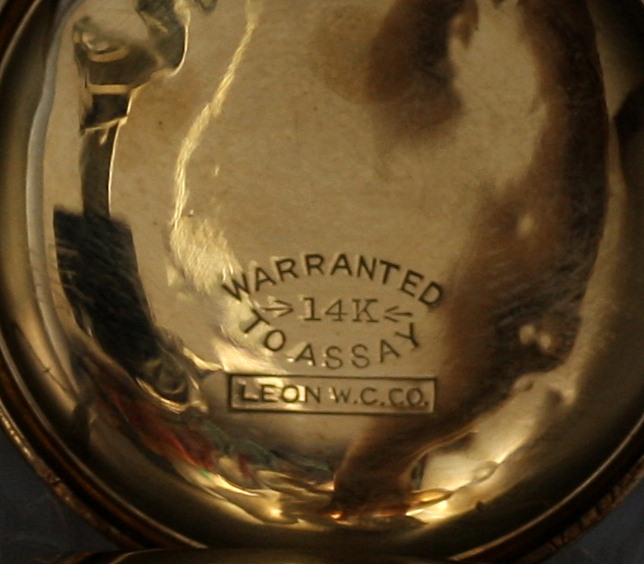 WARRANTED
14K
TO ASSAY
LEON W.C.CO.